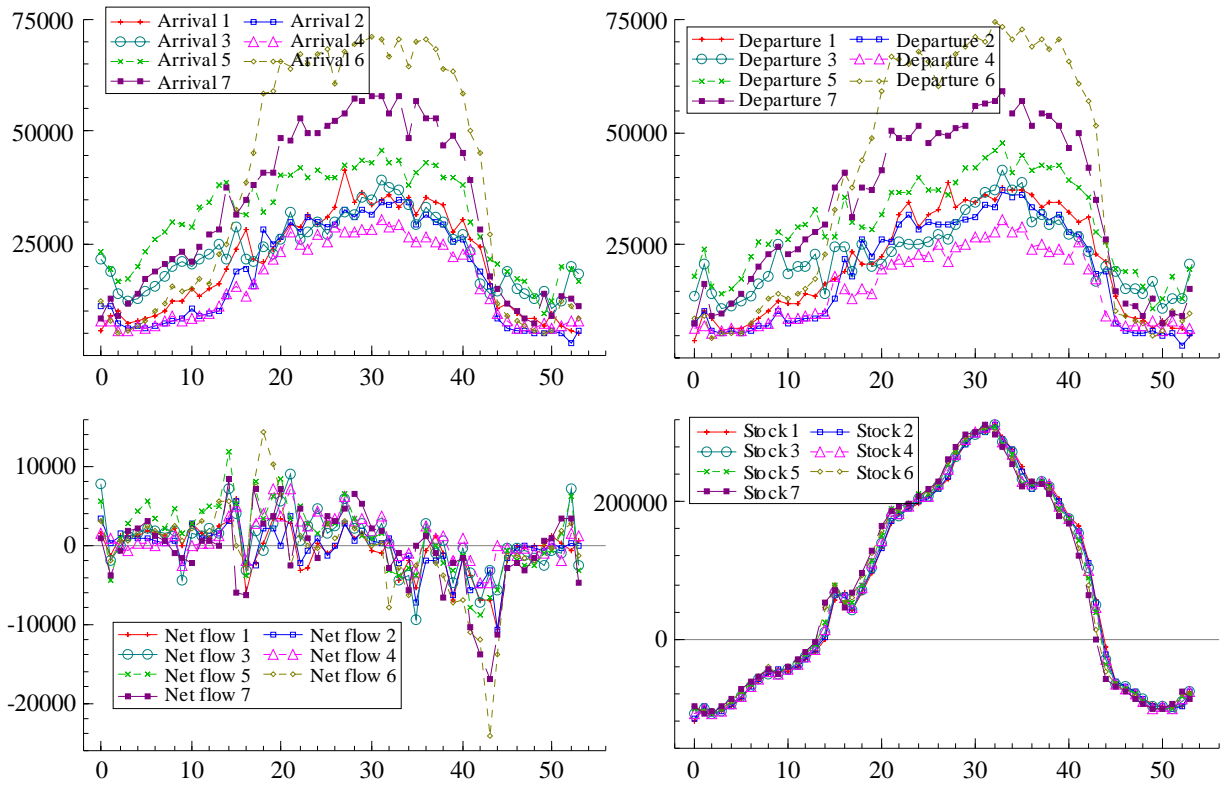 75000
50000
25000
0 10 20 30 40 50
Arrival 1 Arrival 2
Arrival 3 Arrival 4
Arrival 5 Arrival 6
Arrival 7
75000
50000
25000
0 10 20 30 40 50
Departure 1 Departure 2
Departure 3 Departure 4
Departure 5 Departure 6
Departure 7
10000
0
-10000
-20000
0 10 20 30 40 50
Net flow 1 Net flow 2
Net flow 3 Net flow 4
Net flow 5 Net flow 6
Net flow 7
200000
0
0 10 20 30 40 50
Stock 1 Stock 2
Stock 3 Stock 4
Stock 5 Stock 6
Stock 7